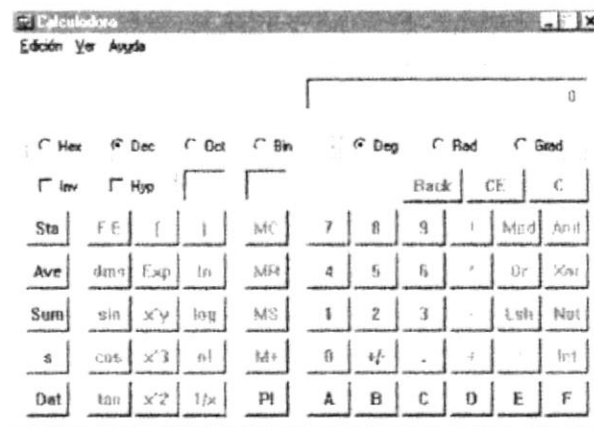 Calculadora
Edición Ver Ayuda
0
Hex Dec Oct Bin Deg Rad Grad
Inv Hyp Back CE C
Sta F-E ( ) MC 7 8 9 / Mod And
Ave dms Exp ln MR 4 5 6 * Or Xor
Sum sin x^y log MS 1 2 3 - Lsh Not
s cos x^3 n! M+ 0 +/- . + = Int
Dat tan x^2 1/x PI A B C D E F